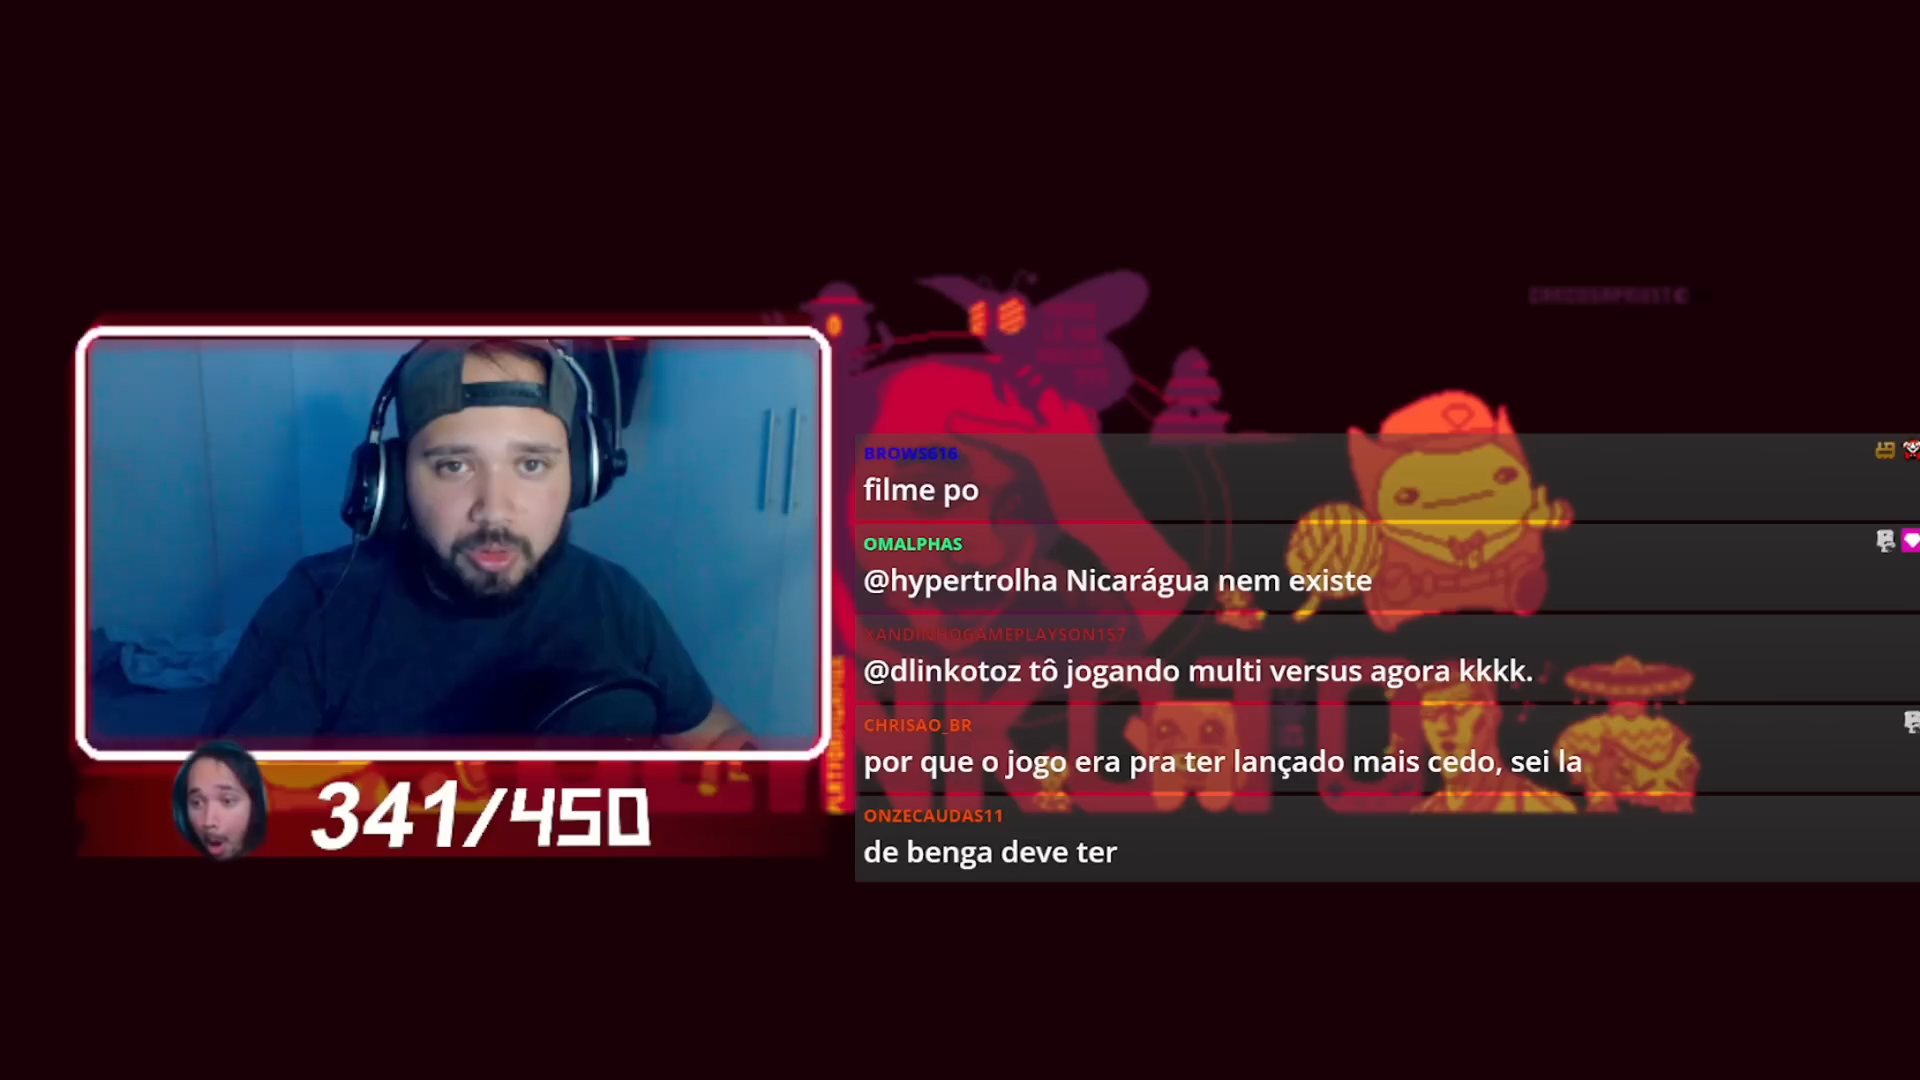 BROWS616
filme po
OMALPHAS
@hypertrolha Nicarágua nem existe
XANDINHOGAMEPLAYSON157
@dlinkotoz tô jogando multi versus agora kkkk.
CHRISAO_BR
por que o jogo era pra ter lançado mais cedo, sei la
ONZECAUDAS11
de benga deve ter
341/450